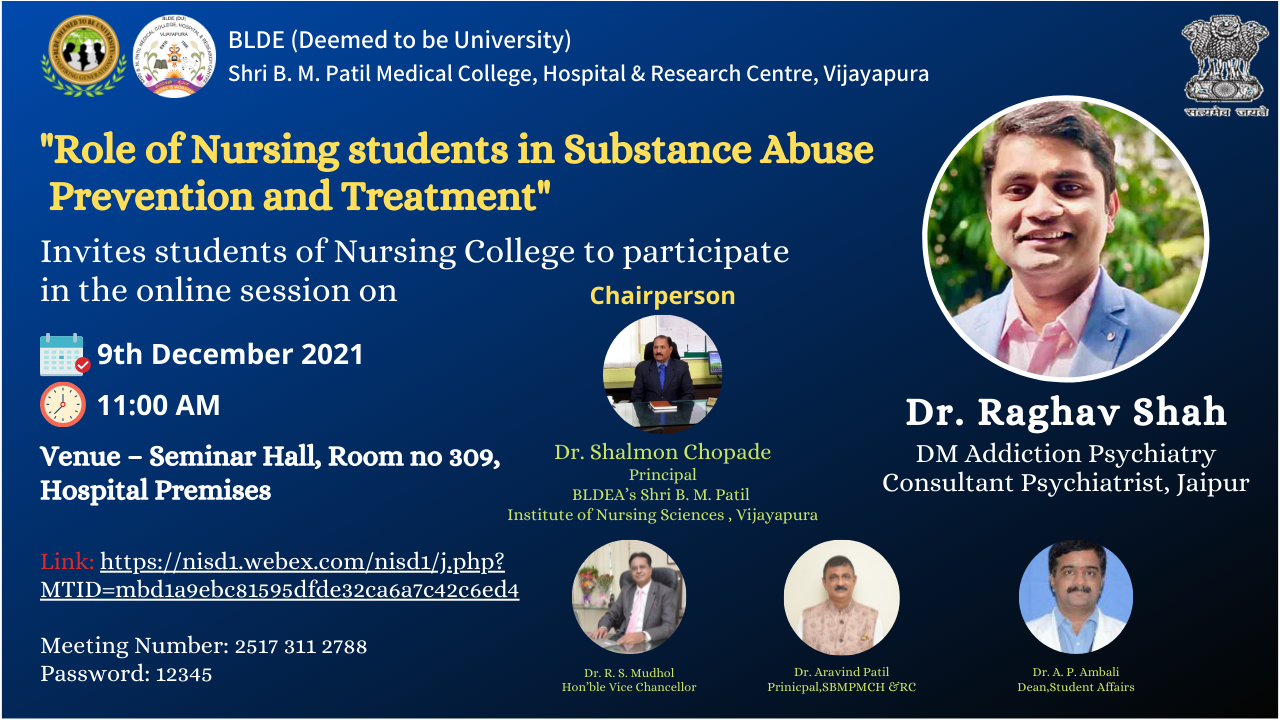 BLDE (Deemed to be University)
Shri B. M. Patil Medical College, Hospital & Research Centre, Vijayapura
VIJAYAPURA
सत्यमेव जयते
"Role of Nursing students in Substance Abuse
Prevention and Treatment"
Invites students of Nursing College to participate
in the online session on
9th December 2021
11:00 AM
Venue – Seminar Hall, Room no 309,
Hospital Premises
Link: https://nisd1.webex.com/nisd1/j.php?
MTID=mbd1a9ebc81595dfde32ca6a7c42c6ed4
Meeting Number: 2517 311 2788
Password: 12345
Chairperson
Dr. Shalmon Chopade
Principal
BLDEA's Shri B. M. Patil
Institute of Nursing Sciences , Vijayapura
Dr. Raghav Shah
DM Addiction Psychiatry
Consultant Psychiatrist, Jaipur
Dr. R. S. Mudhol
Hon'ble Vice Chancellor
Dr. Aravind Patil
Prinicpal,SBMPMCH &RC
Dr. A. P. Ambali
Dean,Student Affairs